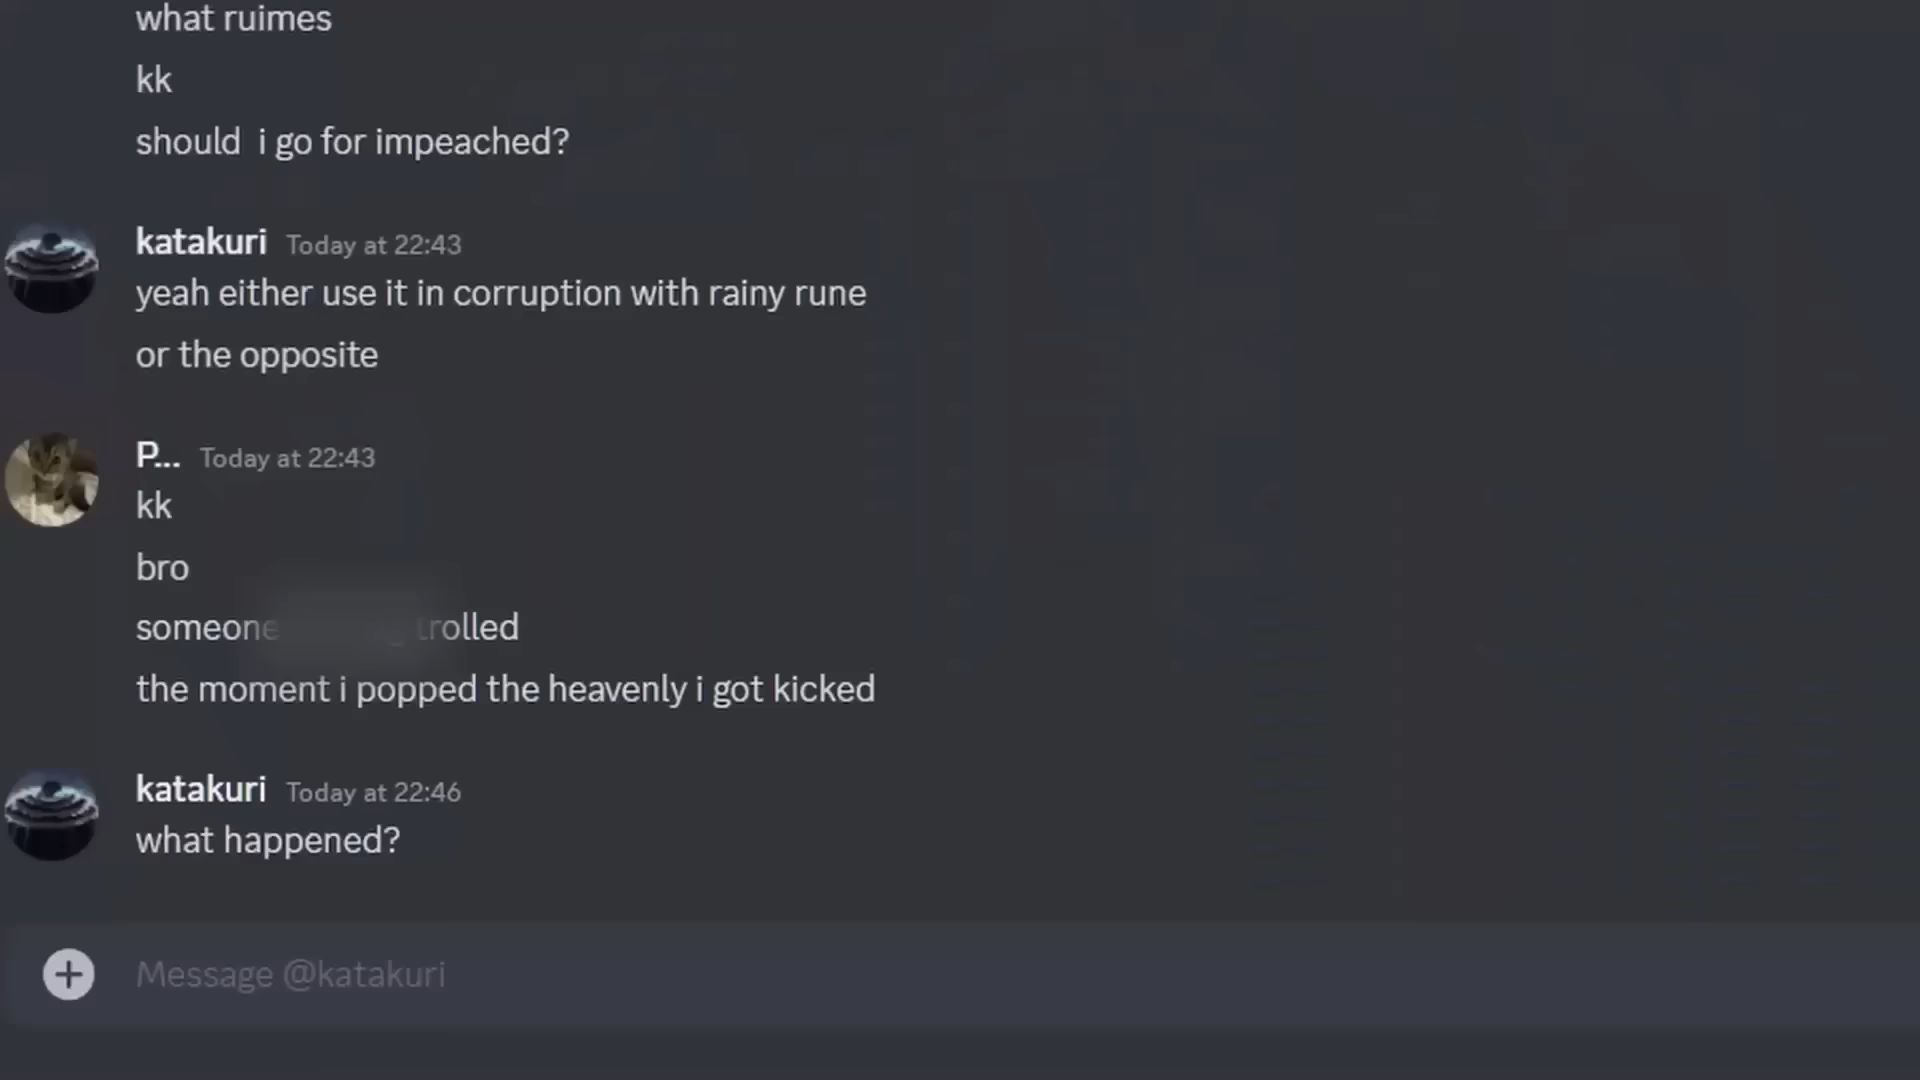 what ruimes
kk
should i go for impeached?
katakuri Today at 22:43
yeah either use it in corruption with rainy rune
or the opposite
P... Today at 22:43
kk
bro
someone trolled
the moment i popped the heavenly i got kicked
katakuri Today at 22:46
what happened?
Message @katakuri